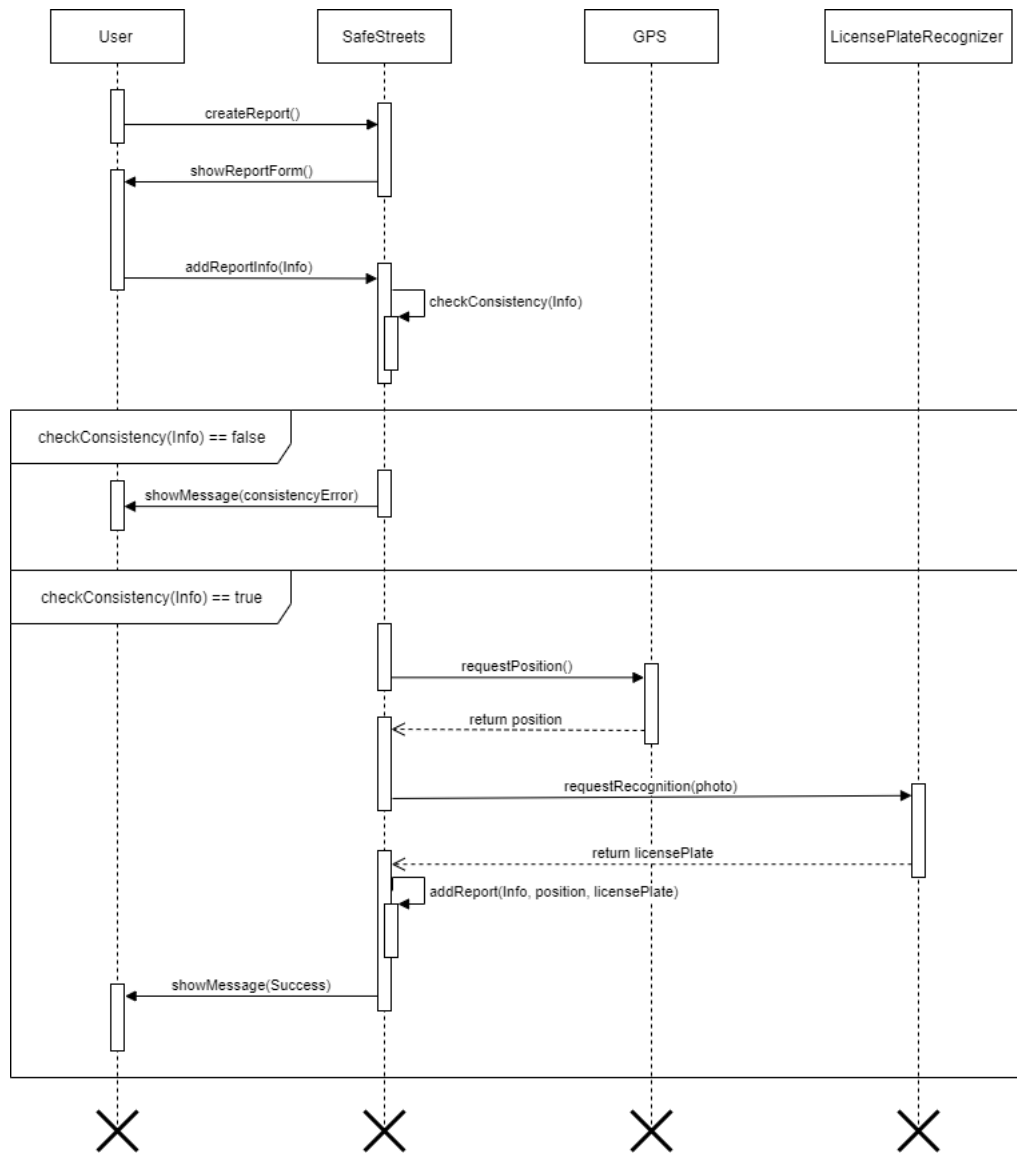 User
SafeStreets
GPS
LicensePlateRecognizer
createReport()
showReportForm()
addReportInfo(Info)
checkConsistency(Info)
checkConsistency(Info) == false
showMessage(consistencyError)
checkConsistency(Info) == true
requestPosition()
return position
requestRecognition(photo)
return licensePlate
addReport(Info, position, licensePlate)
showMessage(Success)